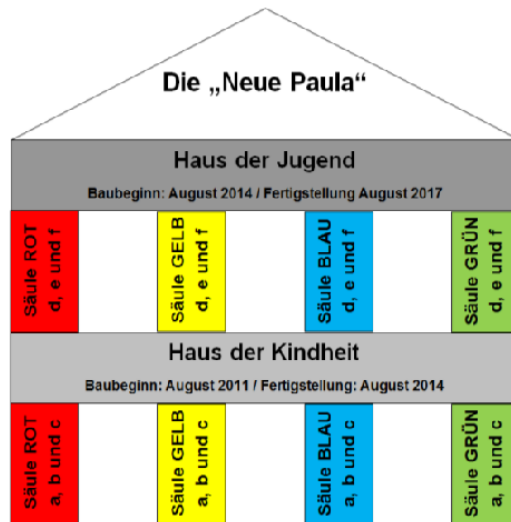 Die „Neue Paula“
Haus der Jugend
Baubeginn: August 2014 / Fertigstellung August 2017
Säule ROT
d, e und f
Säule GELB
d, e und f
Säule BLAU
d, e und f
Säule GRÜN
d, e und f
Haus der Kindheit
Baubeginn: August 2011 / Fertigstellung: August 2014
Säule ROT
a, b und c
Säule GELB
a, b und c
Säule BLAU
a, b und c
Säule GRÜN
a, b und c